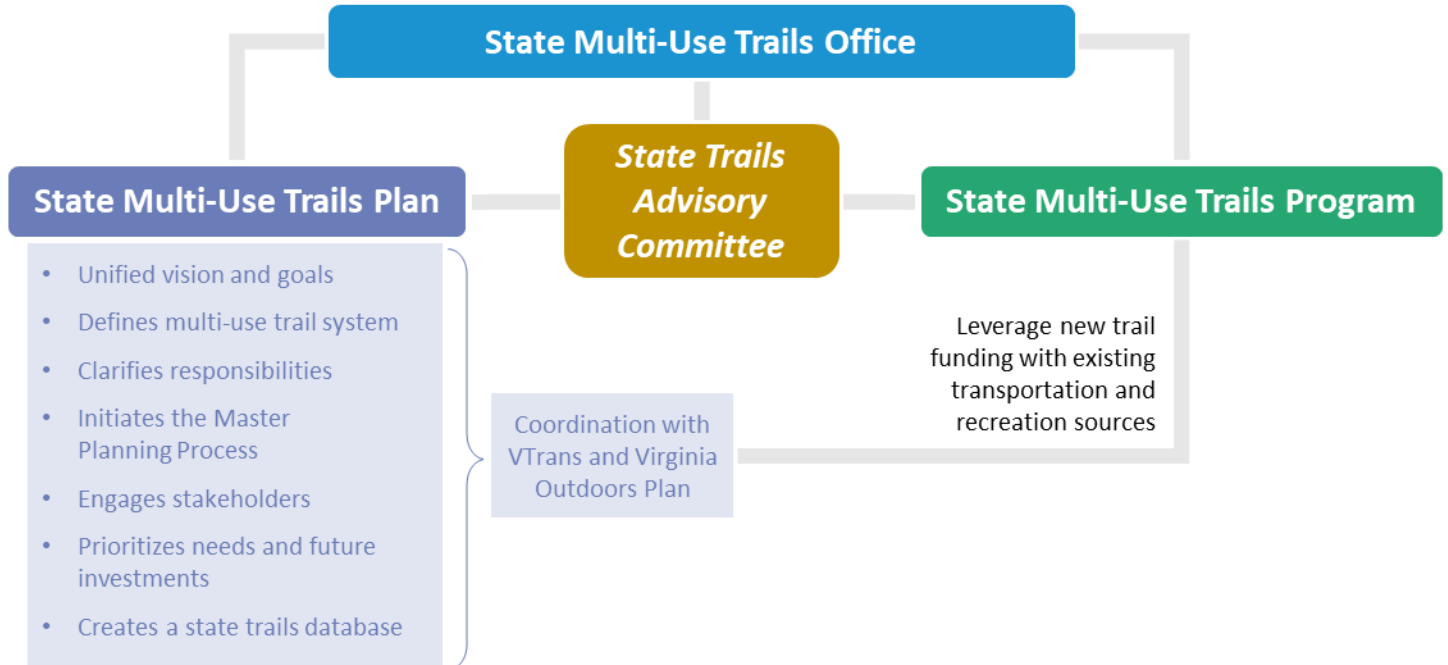 State Multi-Use Trails Office
State Multi-Use Trails Plan
State Trails
Advisory
Committee
State Multi-Use Trails Program
• Unified vision and goals
• Defines multi-use trail system
• Clarifies responsibilities
• Initiates the Master
Planning Process
• Engages stakeholders
• Prioritizes needs and future
investments
• Creates a state trails database
Coordination with
VTrans and Virginia
Outdoors Plan
Leverage new trail
funding with existing
transportation and
recreation sources